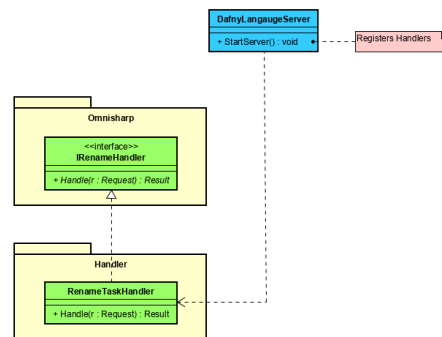 DafnyLangaugeServer
+ StartServer() : void
Registers Handlers
Omnisharp
<<interface>>
IRenameHandler
+ Handle(r : Request) : Result
Handler
RenameTaskHandler
+ Handle(r : Request) : Result